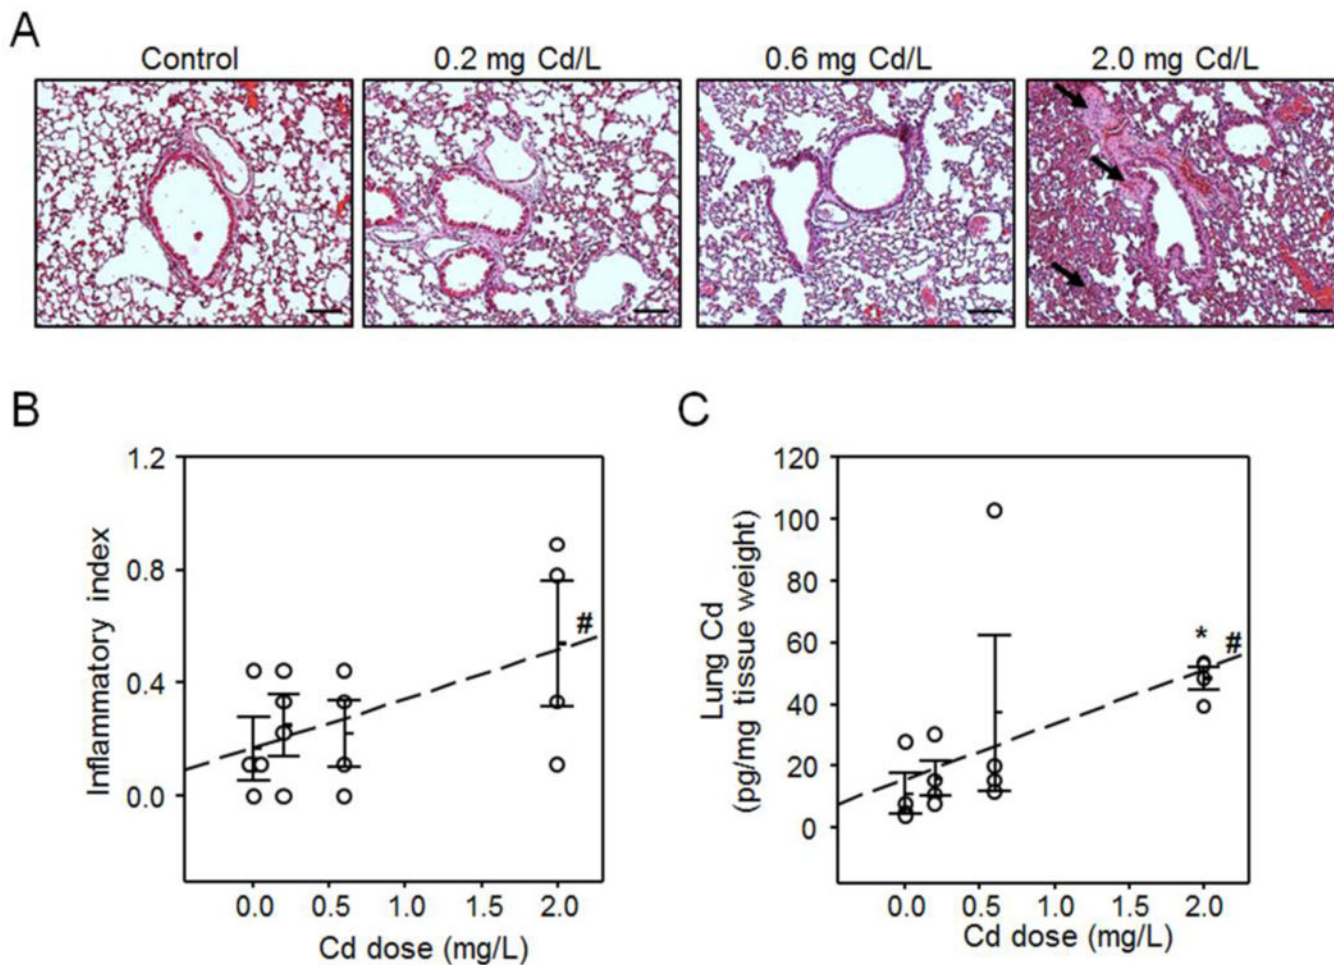 A
Control
0.2 mg Cd/L
0.6 mg Cd/L
2.0 mg Cd/L
B
Inflammatory index
1.2
0.8
0.4
0.0
#
0.0
0.5
1.0
1.5
2.0
Cd dose (mg/L)
C
Lung Cd
(pg/mg tissue weight)
120
100
80
60
40
20
0
*
#
0.0
0.5
1.0
1.5
2.0
Cd dose (mg/L)